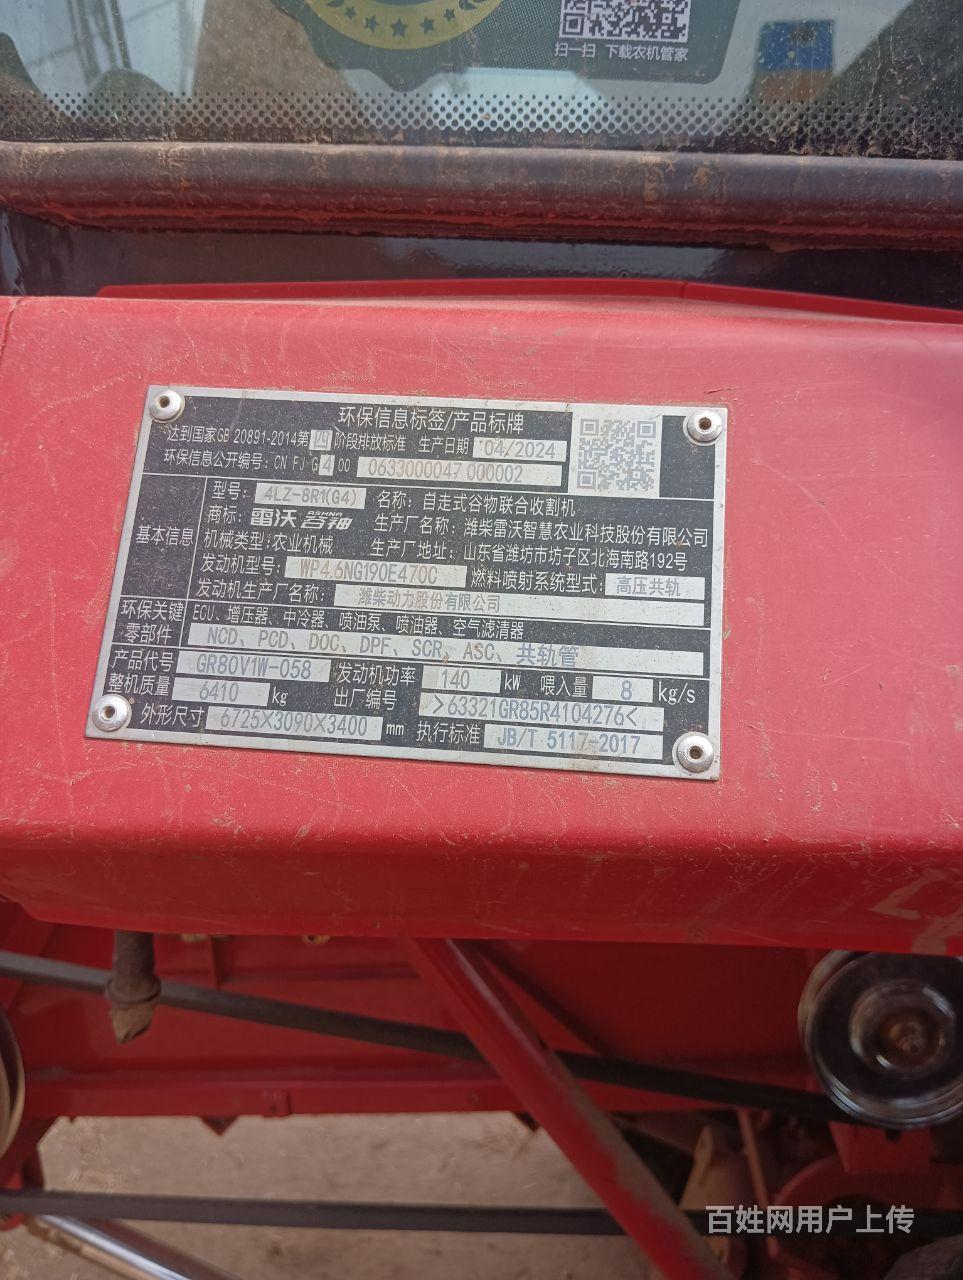 扫一扫 下载农机管家
环保信息标签/产品标牌
达到国家GB 20891-2014第四阶段排放标准 生产日期 04/2024
环保信息公开编号: CN FJ G4 00 0633000047 000002
基本信息
型号: 4LZ-8R1(G4) 名称: 自走式谷物联合收割机
商标: 雷沃谷神 生产厂名称: 潍柴雷沃智慧农业科技股份有限公司
机械类型: 农业机械 生产厂地址: 山东省潍坊市坊子区北海南路192号
发动机型号: WP4.6NG190E470C 燃料喷射系统型式: 高压共轨
发动机生产厂名称: 潍柴动力股份有限公司
环保关键零部件
ECU、增压器、中冷器、喷油泵、喷油器、空气滤清器
NCD、PCD、DOC、DPF、SCR、ASC、共轨管
产品代号 GR80V1W-058 发动机功率 140 kW 喂入量 8 kg/s
整机质量 6410 kg 出厂编号 >63321GR85R4104276<
外形尺寸 6725×3090×3400 mm 执行标准 JB/T 5117-2017
百姓网用户上传